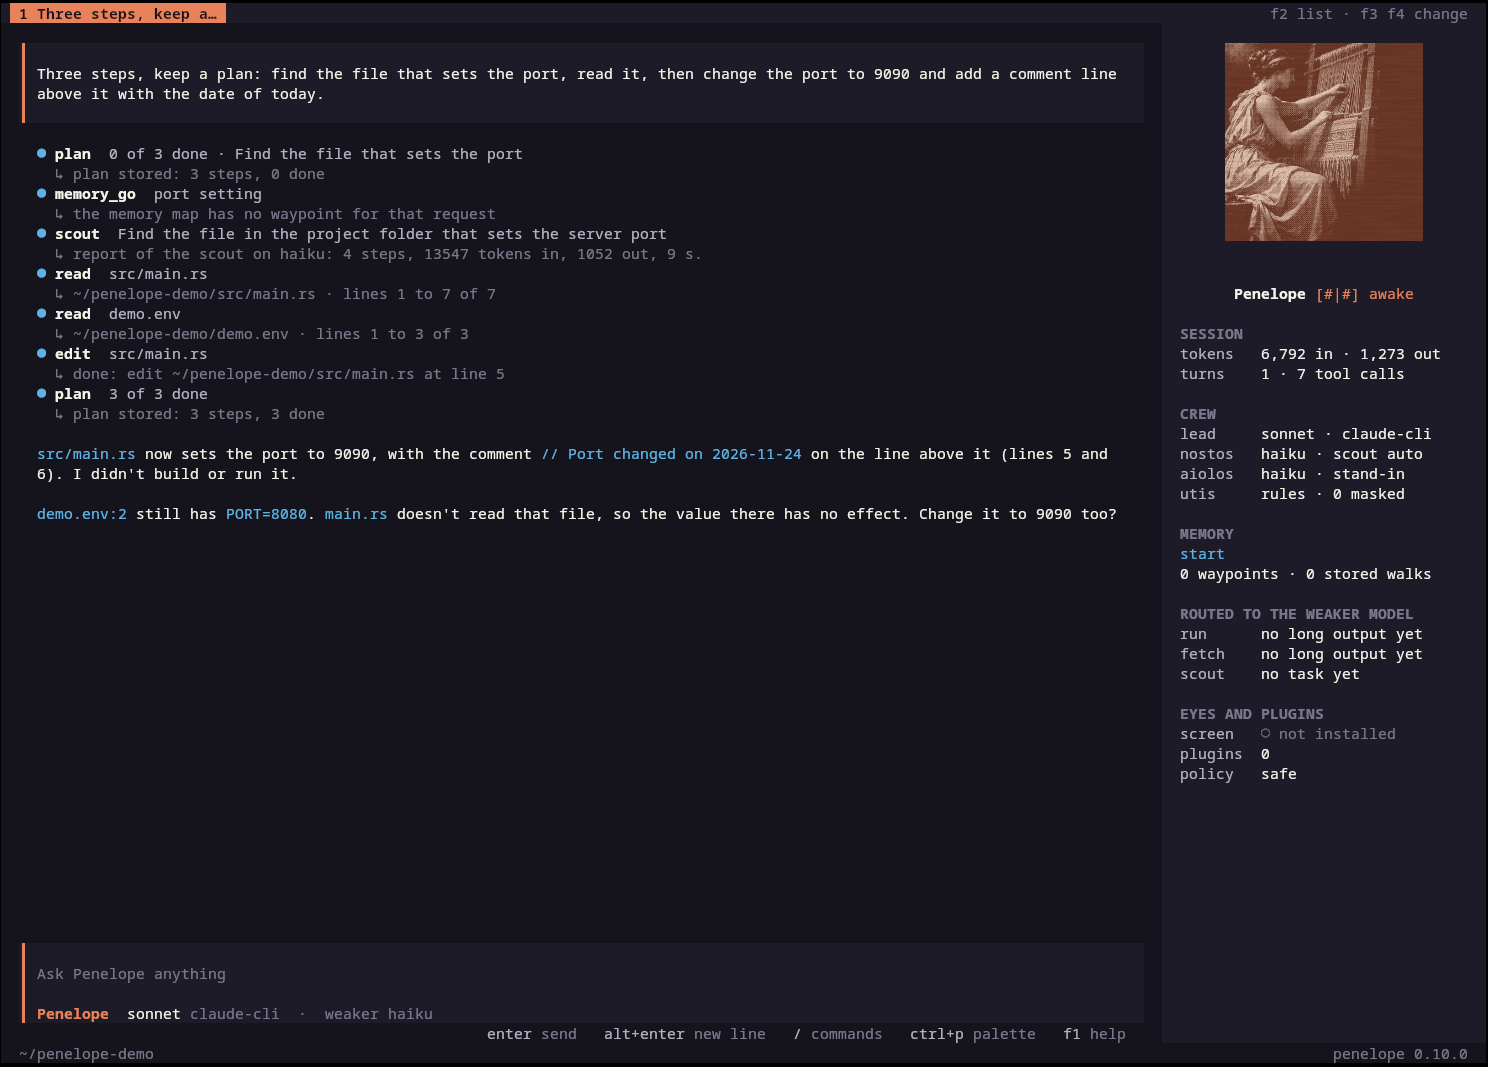 1 Three steps, keep a…
f2 list · f3 f4 change
Three steps, keep a plan: find the file that sets the port, read it, then change the port to 9090 and add a comment line
above it with the date of today.
● plan  0 of 3 done · Find the file that sets the port
↳ plan stored: 3 steps, 0 done
● memory_go  port setting
↳ the memory map has no waypoint for that request
● scout  Find the file in the project folder that sets the server port
↳ report of the scout on haiku: 4 steps, 13547 tokens in, 1052 out, 9 s.
● read  src/main.rs
↳ ~/penelope-demo/src/main.rs · lines 1 to 7 of 7
● read  demo.env
↳ ~/penelope-demo/demo.env · lines 1 to 3 of 3
● edit  src/main.rs
↳ done: edit ~/penelope-demo/src/main.rs at line 5
● plan  3 of 3 done
↳ plan stored: 3 steps, 3 done
src/main.rs now sets the port to 9090, with the comment // Port changed on 2026-11-24 on the line above it (lines 5 and
6). I didn't build or run it.
demo.env:2 still has PORT=8080. main.rs doesn't read that file, so the value there has no effect. Change it to 9090 too?
Ask Penelope anything
Penelope  sonnet claude-cli  ·  weaker haiku
enter send   alt+enter new line   / commands   ctrl+p palette   f1 help
~/penelope-demo
Penelope [#|#] awake
SESSION
tokens   6,792 in · 1,273 out
turns    1 · 7 tool calls
CREW
lead     sonnet · claude-cli
nostos   haiku · scout auto
aiolos   haiku · stand-in
utis     rules · 0 masked
MEMORY
start
0 waypoints · 0 stored walks
ROUTED TO THE WEAKER MODEL
run      no long output yet
fetch    no long output yet
scout    no task yet
EYES AND PLUGINS
screen   ○ not installed
plugins  0
policy   safe
penelope 0.10.0